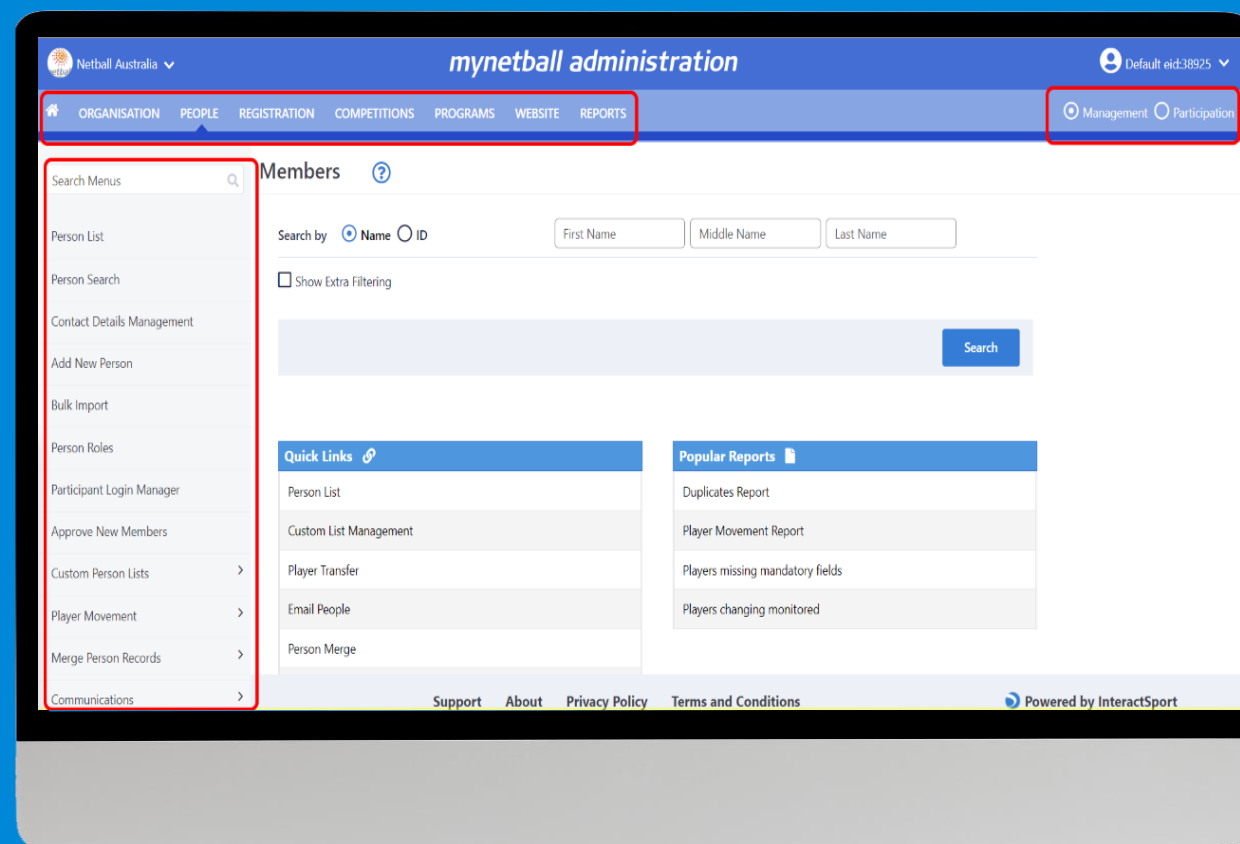 Netball Australia
mynetball administration
Default eid:38925
ORGANISATION PEOPLE REGISTRATION COMPETITIONS PROGRAMS WEBSITE REPORTS
Management Participation
Search Menus
Person List
Person Search
Contact Details Management
Add New Person
Bulk Import
Person Roles
Participant Login Manager
Approve New Members
Custom Person Lists
Player Movement
Merge Person Records
Communications
Members ?
Search by Name ID First Name Middle Name Last Name
Show Extra Filtering
Search
Quick Links
Person List
Custom List Management
Player Transfer
Email People
Person Merge
Popular Reports
Duplicates Report
Player Movement Report
Players missing mandatory fields
Players changing monitored
Support About Privacy Policy Terms and Conditions Powered by InteractSport